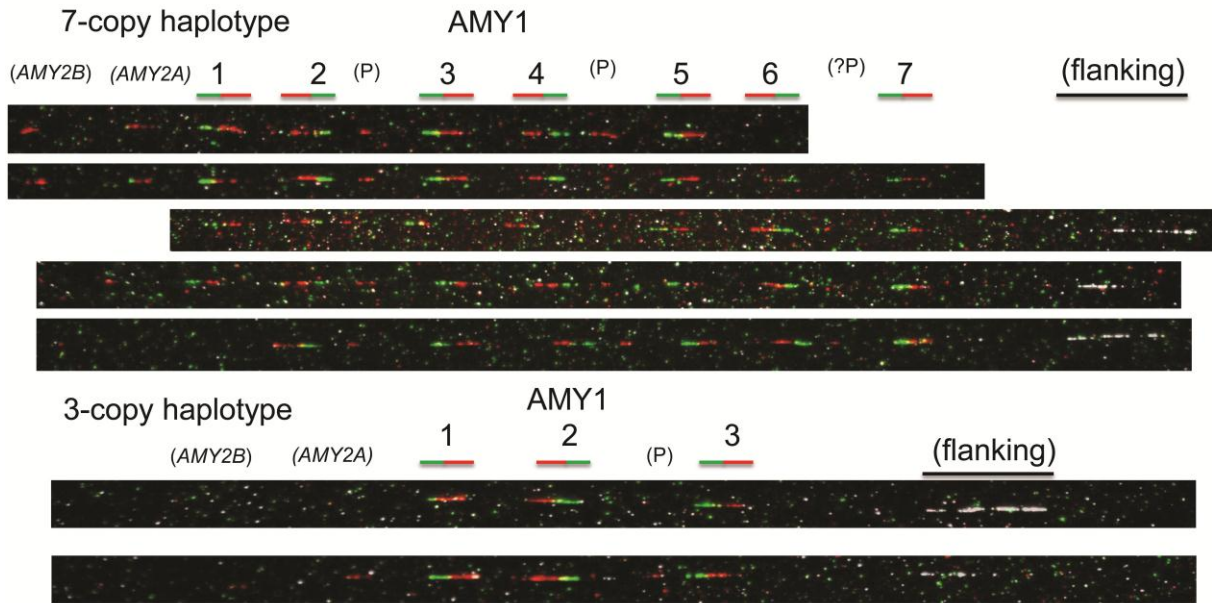 7-copy haplotype AMY1
(AMY2B) (AMY2A) 1 2 (P) 3 4 (P) 5 6 (?P) 7 (flanking)
3-copy haplotype AMY1
(AMY2B) (AMY2A) 1 2 (P) 3 (flanking)